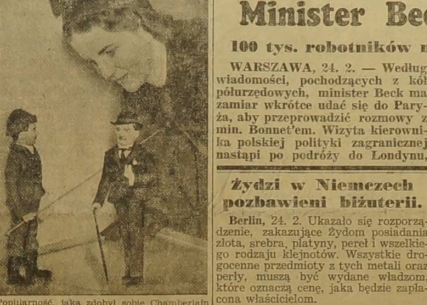 Minister Bec
100 tys. robotników n
WARSZAWA, 24. 2. — Według
wiadomości, pochodzących z kół
półurzędowych, minister Beck ma
zamiar wkrótce udać się do Pary-
ża, aby przeprowadzić rozmowy z
min. Bonnet'em. Wizyta kierowni-
ka polskiej polityki zagranicznej
nastąpi po podróży do Londynu,
Żydzi w Niemczech
pozbawieni biżuterii.
Berlin, 24. 2. Ukazało się rozporzą-
dzenie, zakazujące Żydom posiadania
złota, srebra, platyny, pereł i wszelkie-
go rodzaju klejnotów. Wszystkie dro-
gocenne przedmioty z tych metali oraz
perły, muszą być wydane władzom,
które oznaczą cenę, jaka będzie zapła-
cona właścicielom.
Popularność, jaką zdobył sobie Chamberlain